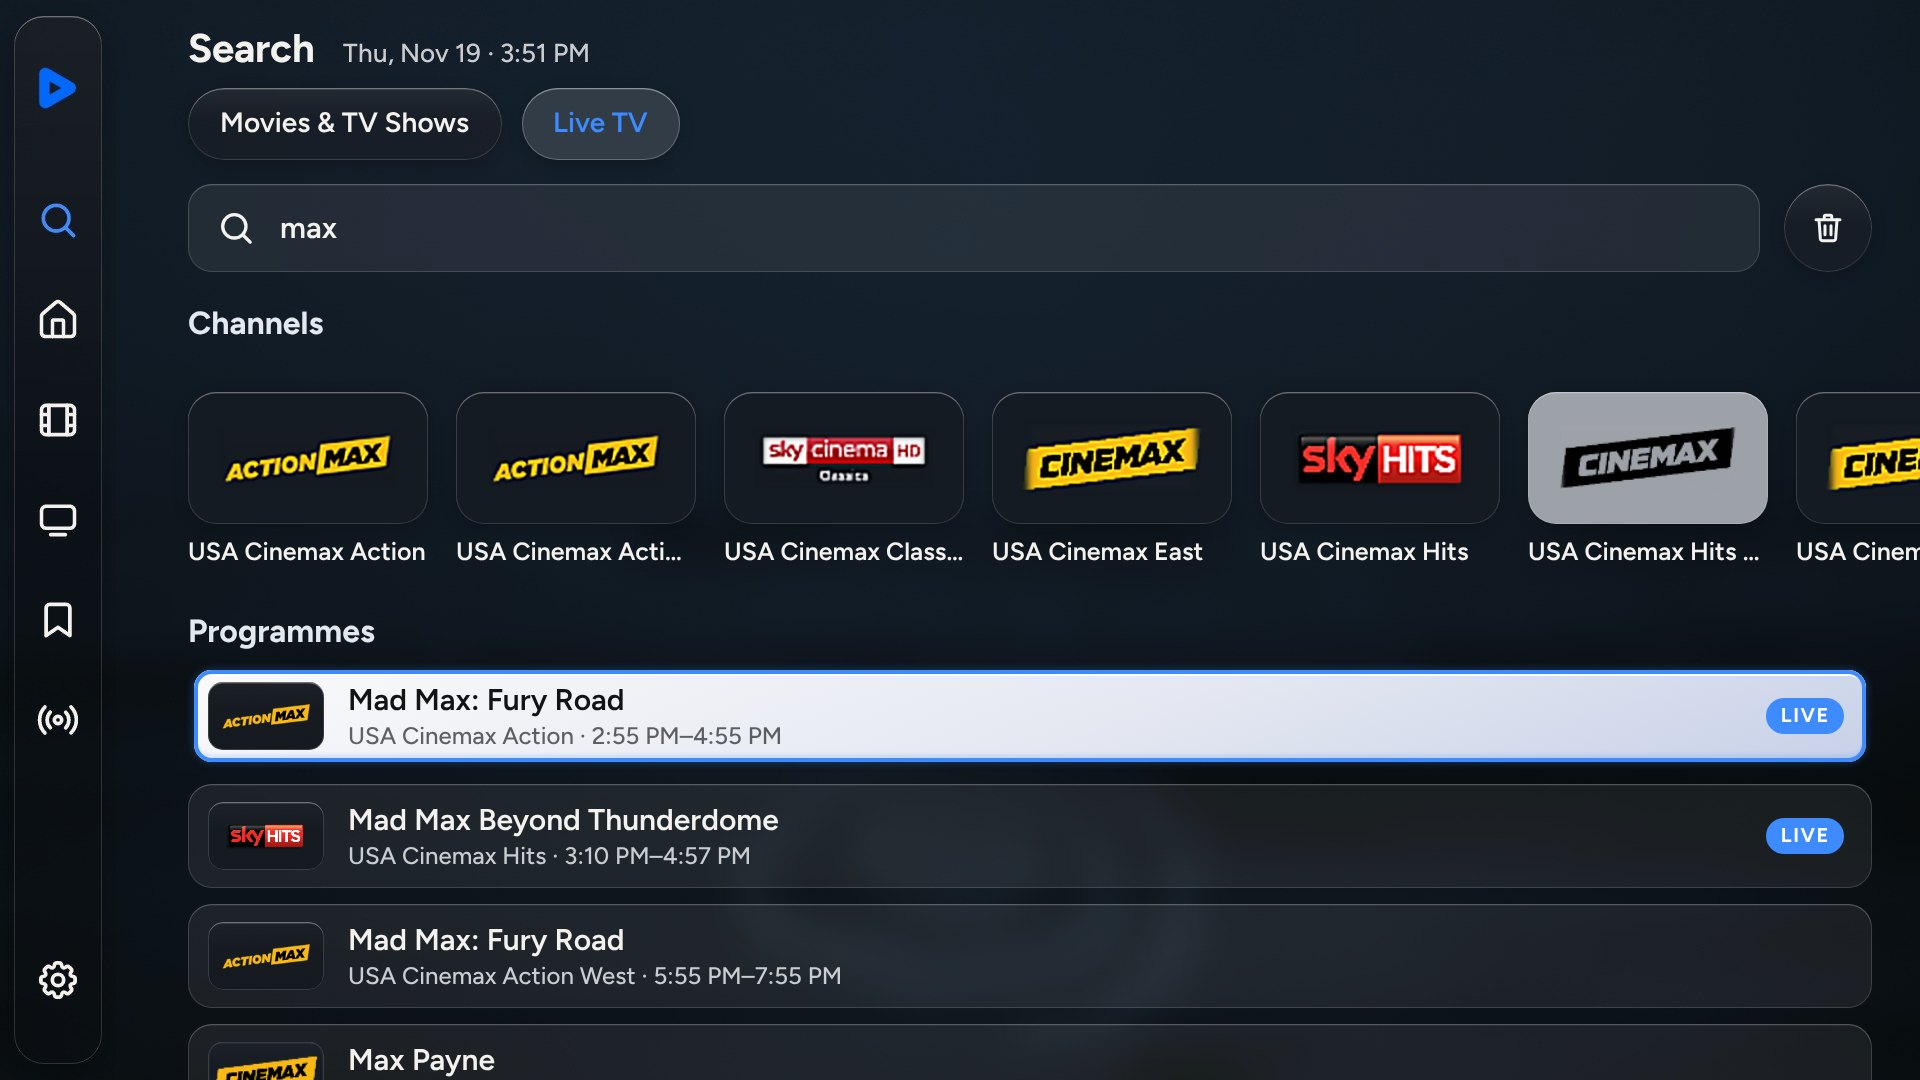 Search Thu, Nov 19 · 3:51 PM
Movies & TV Shows Live TV
max
Channels
ACTION MAX
ACTION MAX
sky cinema HD
Classics
CINEMAX
sky HITS
CINEMAX
CINE
USA Cinemax Action
USA Cinemax Acti...
USA Cinemax Class...
USA Cinemax East
USA Cinemax Hits
USA Cinemax Hits ...
USA Cinem
Programmes
ACTION MAX
Mad Max: Fury Road
USA Cinemax Action · 2:55 PM–4:55 PM
LIVE
sky HITS
Mad Max Beyond Thunderdome
USA Cinemax Hits · 3:10 PM–4:57 PM
LIVE
ACTION MAX
Mad Max: Fury Road
USA Cinemax Action West · 5:55 PM–7:55 PM
CINEMAX
Max Payne